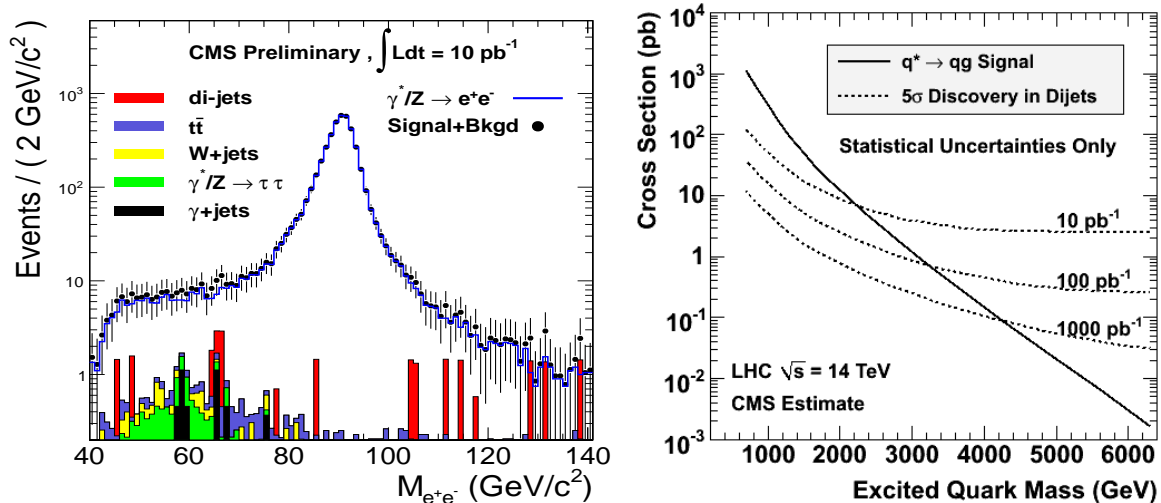 CMS Preliminary , ∫Ldt = 10 pb⁻¹
di-jets
tt̄
W+jets
γ*/Z → τ τ
γ+jets
γ*/Z → e⁺e⁻
Signal+Bkgd
Events / ( 2 GeV/c² )
10³
10²
10
1
40 60 80 100 120 140
M e⁺e⁻ (GeV/c²)
q* → qg Signal
5σ Discovery in Dijets
Statistical Uncertainties Only
10 pb⁻¹
100 pb⁻¹
1000 pb⁻¹
LHC √s = 14 TeV
CMS Estimate
Cross Section (pb)
10⁴
10³
10²
10
1
10⁻¹
10⁻²
10⁻³
1000 2000 3000 4000 5000 6000
Excited Quark Mass (GeV)